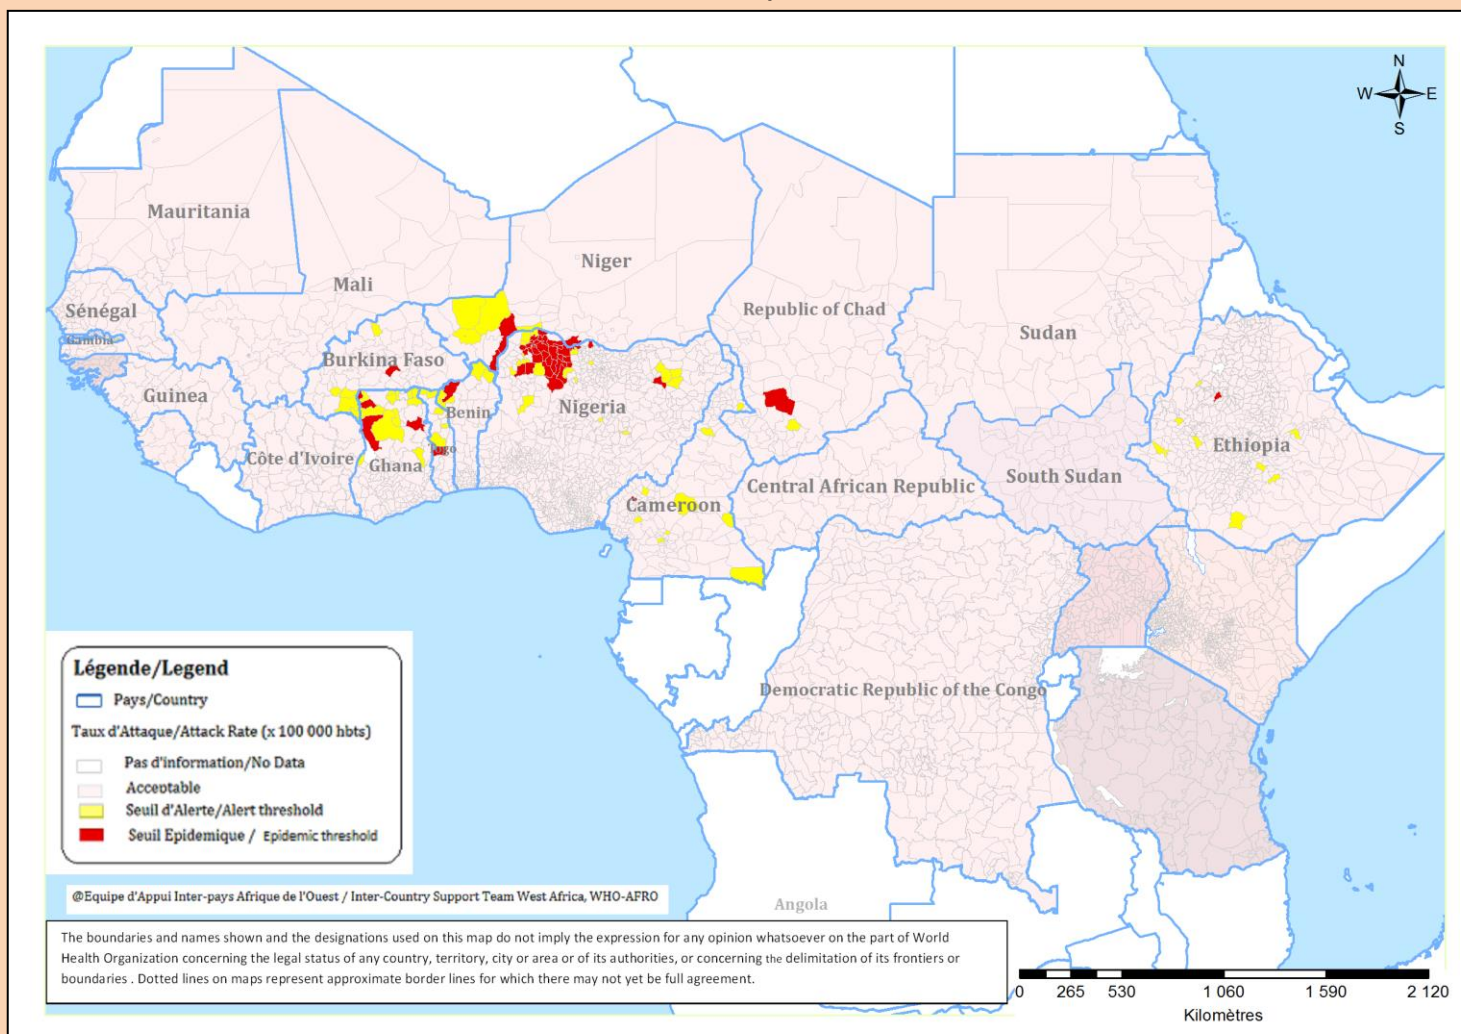 N
W
E
S
Mauritania
Mali
Niger
Republic of Chad
Sudan
Sénégal
Gambia
Burkina Faso
Guinea
Benin
Nigeria
Ethiopia
Côte d'Ivoire
Ghana
Togo
South Sudan
Central African Republic
Cameroon
Democratic Republic of the Congo
Angola
Légende/Legend
Pays/Country
Taux d'Attaque/Attack Rate (x 100 000 hbts)
Pas d'information/No Data
Acceptable
Seuil d'Alerte/Alert threshold
Seuil Epidemique / Epidemic threshold
@Equipe d'Appui Inter-pays Afrique de l'Ouest / Inter-Country Support Team West Africa, WHO-AFRO
The boundaries and names shown and the designations used on this map do not imply the expression for any opinion whatsoever on the part of World
Health Organization concerning the legal status of any country, territory, city or area or of its authorities, or concerning the delimitation of its frontiers or
boundaries . Dotted lines on maps represent approximate border lines for which there may not yet be full agreement.
0 265 530 1 060 1 590 2 120
Kilomètres